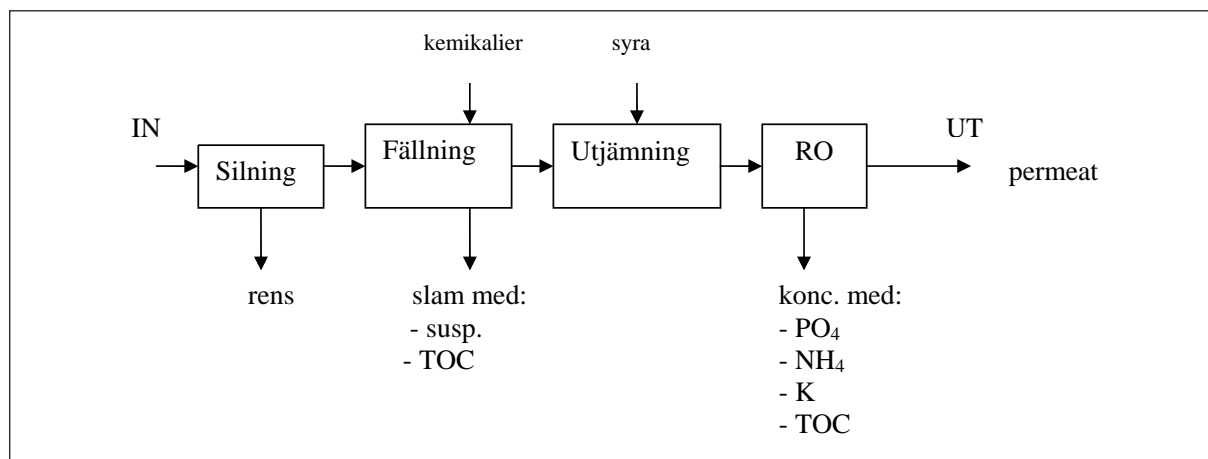 kemikalier
syra
IN
Silning
Fällning
Utjämning
RO
UT
permeat
rens
slam med:
- susp.
- TOC
konc. med:
- PO₄
- NH₄
- K
- TOC